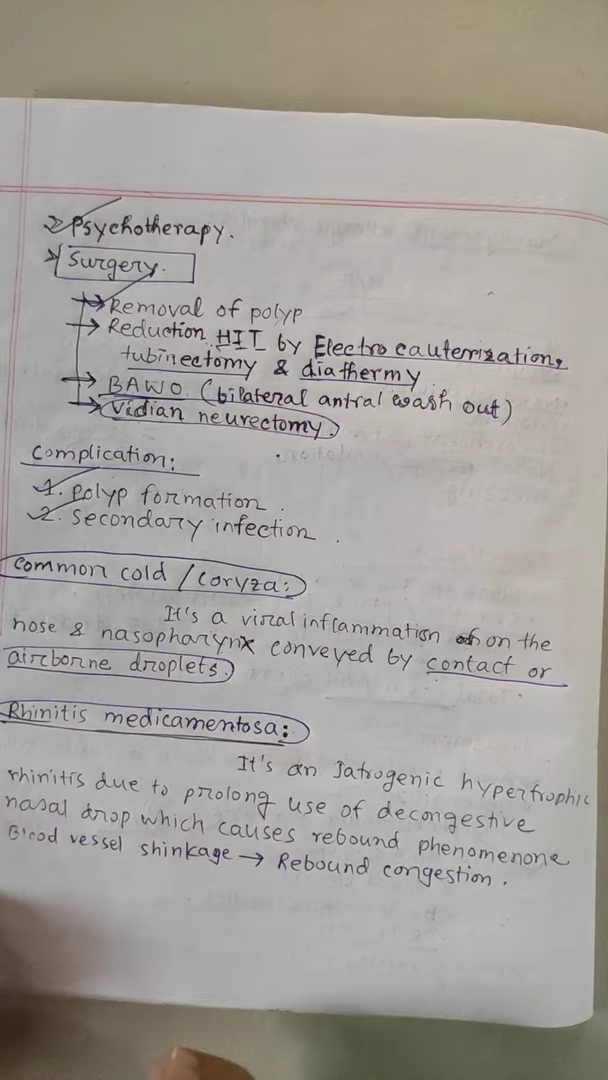 Psychotherapy.
Surgery.
→ Removal of polyp
→ Reduction HIT by Electro cauterization,
tubinectomy & diathermy
→ BAWO. (bilateral antral wash out)
→ Vidian neurectomy.
Complication:
1. Polyp formation.
2. Secondary infection.
Common cold / Coryza:
It's a viral inflammation on the
nose & nasopharynx conveyed by contact or
airborne droplets.
Rhinitis medicamentosa:
It's an Iatrogenic hypertrophic
rhinitis due to prolong use of decongestive
nasal drop which causes rebound phenomenone
Blood vessel shinkage → Rebound congestion.